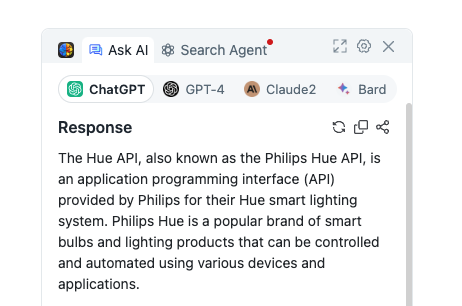 Ask AI Search Agent
ChatGPT GPT-4 Claude2 Bard
Response
The Hue API, also known as the Philips Hue API, is
an application programming interface (API)
provided by Philips for their Hue smart lighting
system. Philips Hue is a popular brand of smart
bulbs and lighting products that can be controlled
and automated using various devices and
applications.